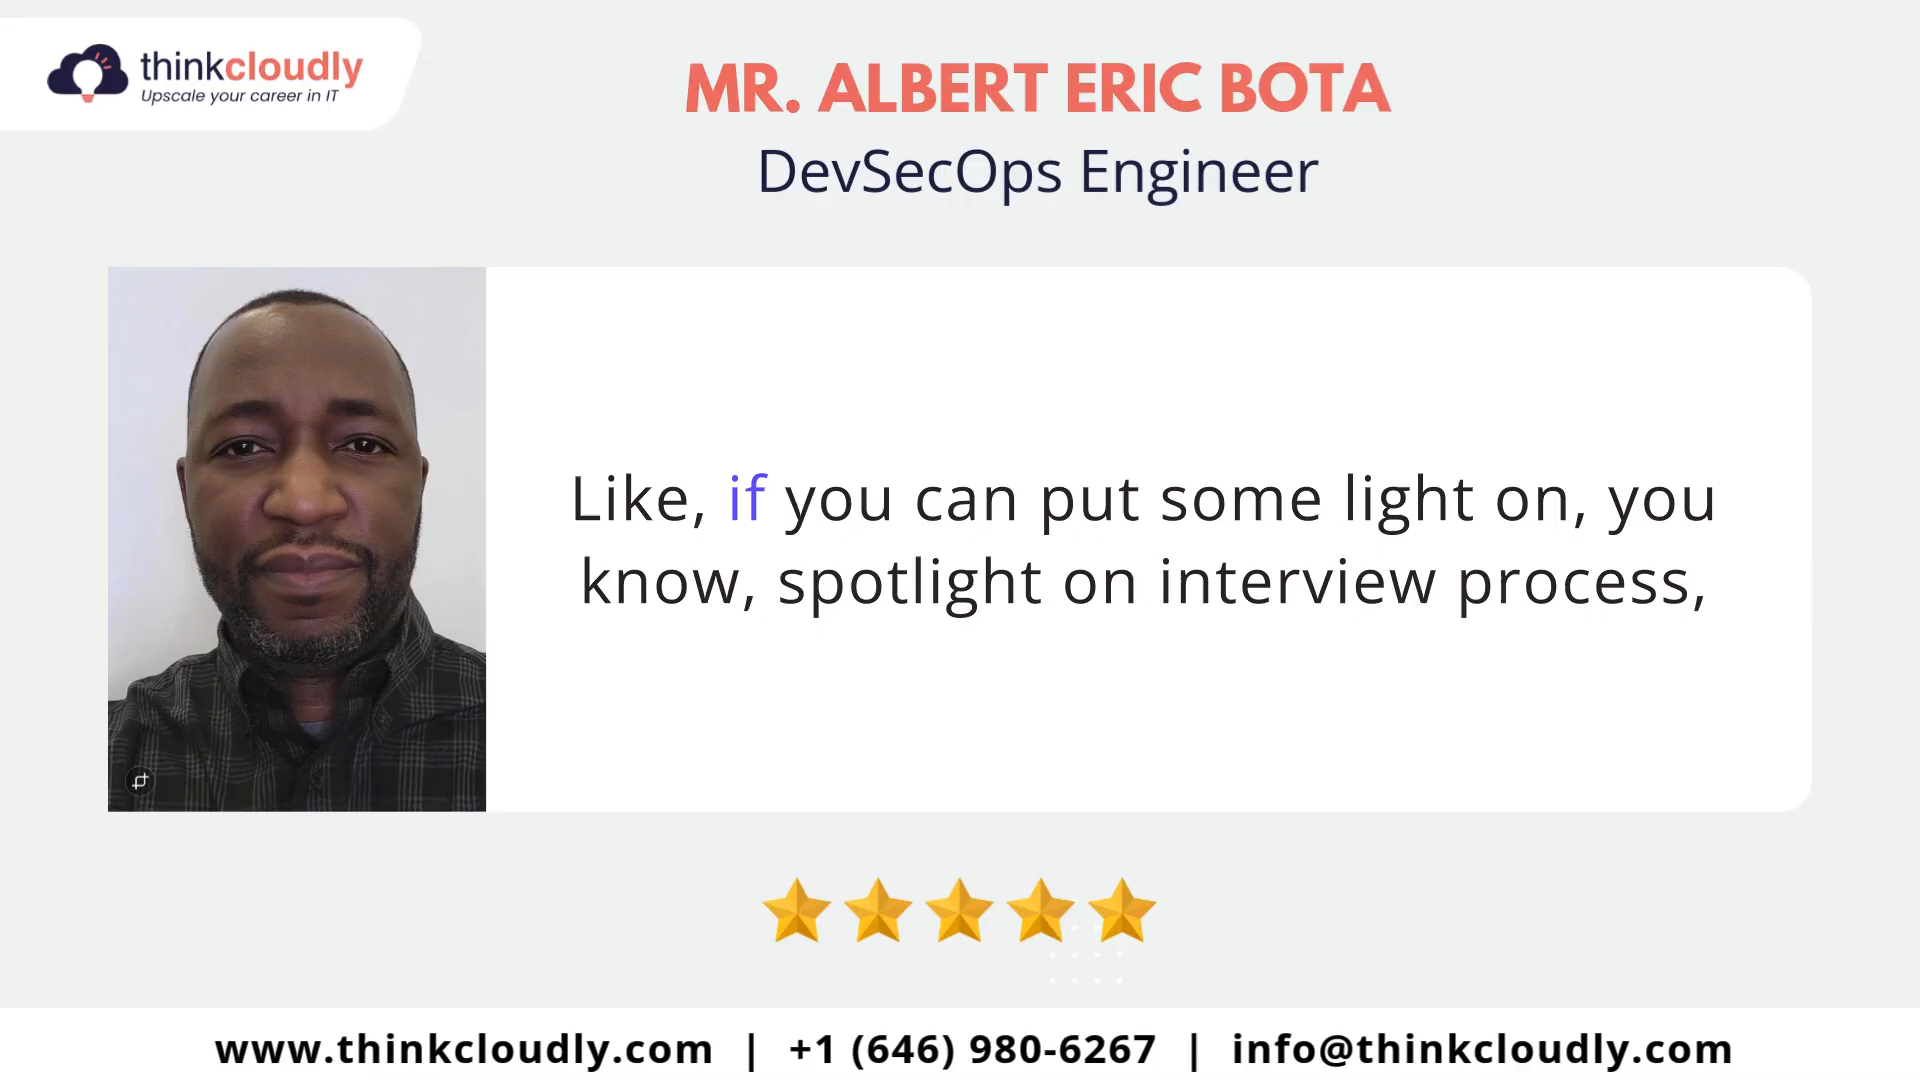 thinkcloudly
Upscale your career in IT
MR. ALBERT ERIC BOTA
DevSecOps Engineer
Like, if you can put some light on, you
know, spotlight on interview process,
www.thinkcloudly.com | +1 (646) 980-6267 | info@thinkcloudly.com